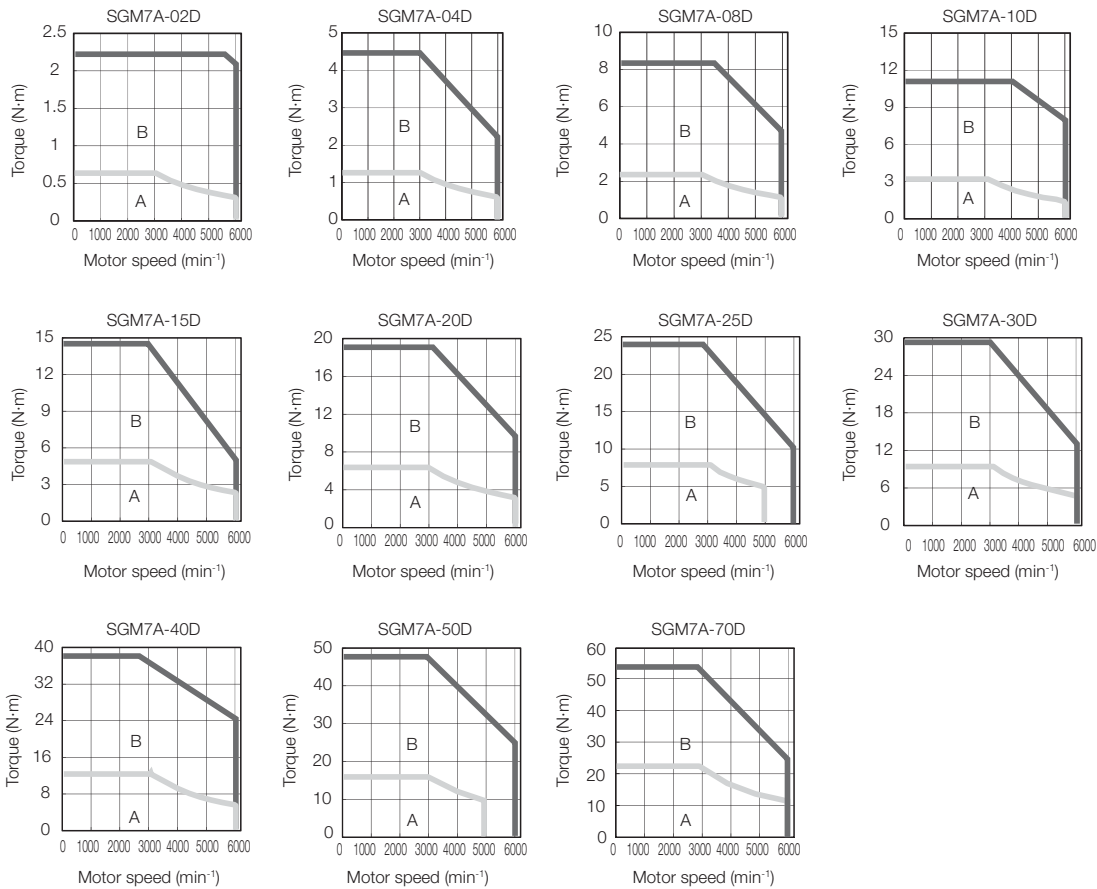 SGM7A-02D
Torque (N·m)
2.5
2
1.5
1
0.5
0
B
A
0 1000 2000 3000 4000 5000 6000
Motor speed (min-1)
SGM7A-04D
Torque (N·m)
5
4
3
2
1
0
B
A
0 1000 2000 3000 4000 5000 6000
Motor speed (min-1)
SGM7A-08D
Torque (N·m)
10
8
6
4
2
0
B
A
0 1000 2000 3000 4000 5000 6000
Motor speed (min-1)
SGM7A-10D
Torque (N·m)
15
12
9
6
3
0
B
A
0 1000 2000 3000 4000 5000 6000
Motor speed (min-1)
SGM7A-15D
Torque (N·m)
15
12
9
6
3
0
B
A
0 1000 2000 3000 4000 5000 6000
Motor speed (min-1)
SGM7A-20D
Torque (N·m)
20
16
12
8
4
0
B
A
0 1000 2000 3000 4000 5000 6000
Motor speed (min-1)
SGM7A-25D
Torque (N·m)
25
20
15
10
5
0
B
A
0 1000 2000 3000 4000 5000 6000
Motor speed (min-1)
SGM7A-30D
Torque (N·m)
30
24
18
12
6
0
B
A
0 1000 2000 3000 4000 5000 6000
Motor speed (min-1)
SGM7A-40D
Torque (N·m)
40
32
24
16
8
0
B
A
0 1000 2000 3000 4000 5000 6000
Motor speed (min-1)
SGM7A-50D
Torque (N·m)
50
40
30
20
10
0
B
A
0 1000 2000 3000 4000 5000 6000
Motor speed (min-1)
SGM7A-70D
Torque (N·m)
60
50
40
30
20
10
0
B
A
0 1000 2000 3000 4000 5000 6000
Motor speed (min-1)